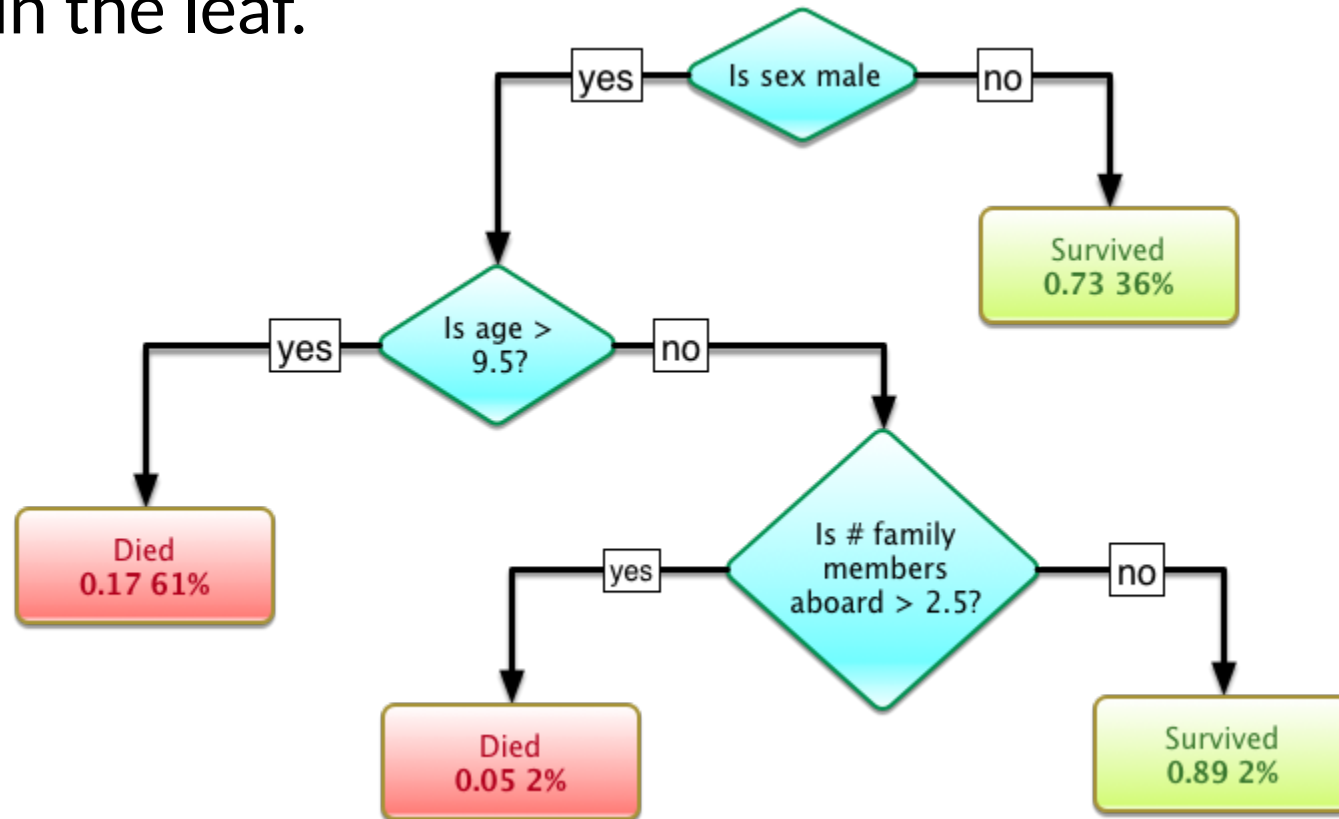 in the leaf.
Is sex male
yes
no
Survived
0.73 36%
Is age >
9.5?
yes
no
Died
0.17 61%
Is # family
members
aboard > 2.5?
yes
no
Died
0.05 2%
Survived
0.89 2%